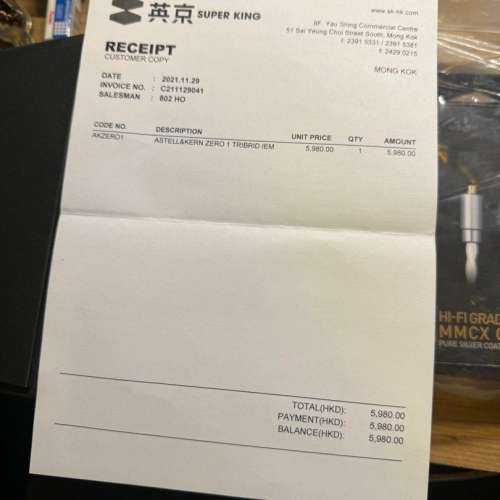 英京 SUPER KING
www.sk-hk.com
8F, Yau Shing Commercial Centre
51 Sai Yeung Choi Street South, Mong Kok
t: 2391 5331 / 2391 5381
f: 2429 0215
RECEIPT
CUSTOMER COPY
MONG KOK
DATE : 2021.11.29
INVOICE NO. : C211129041
SALESMAN : 802 HO
CODE NO. DESCRIPTION UNIT PRICE QTY AMOUNT
AKZERO1 ASTELL&KERN ZERO 1 TRIBRID IEM 5,980.00 1 5,980.00
TOTAL(HKD): 5,980.00
PAYMENT(HKD): 5,980.00
BALANCE(HKD): 5,980.00
HI-FI GRAD
MMCX
PURE SILVER COAT